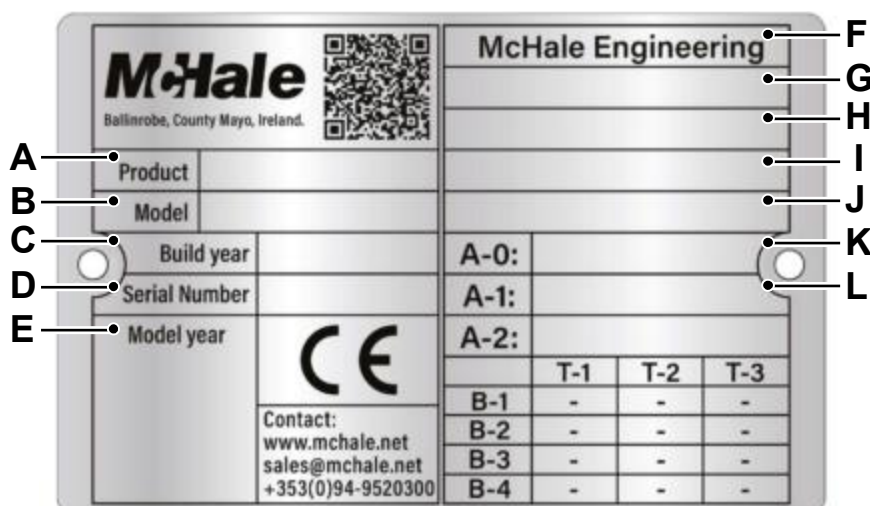 McHale
Ballinrobe, County Mayo, Ireland.
A
Product
B
Model
C
Build year
D
Serial Number
E
Model year
CE
Contact:
www.mchale.net
sales@mchale.net
+353(0)94-9520300
McHale Engineering
F
G
H
I
J
K
L
A-0:
A-1:
A-2:
T-1 T-2 T-3
B-1 - - -
B-2 - - -
B-3 - - -
B-4 - - -